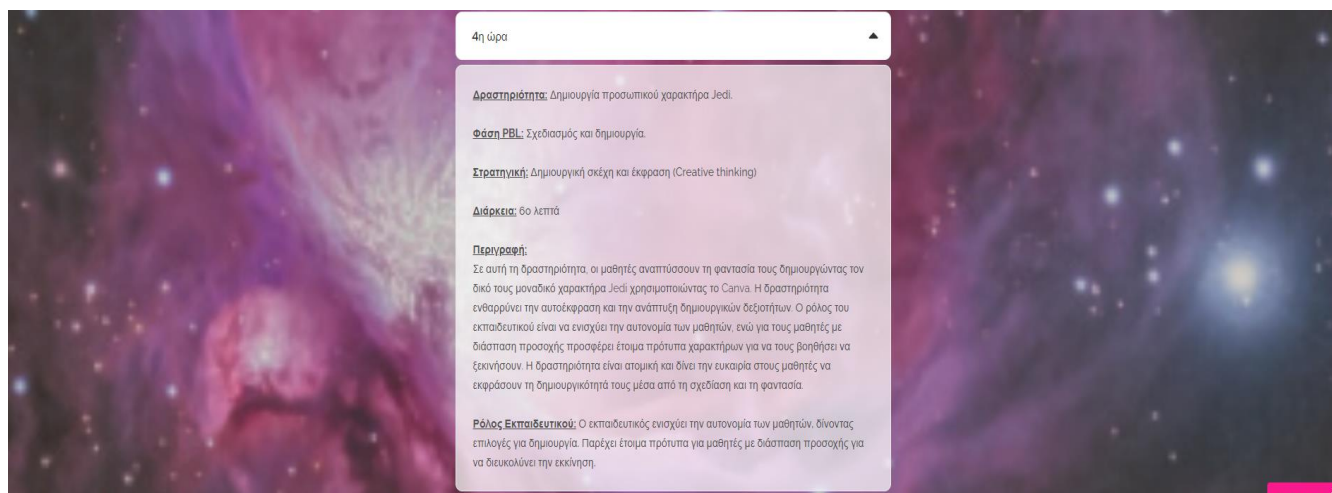 4η ώρα
Δραστηριότητα: Δημιουργία προσωπικού χαρακτήρα Jedi.
Φάση PBL: Σχεδιασμός και δημιουργία.
Στρατηγική: Δημιουργική σκέχη και έκφραση (Creative thinking)
Διάρκεια: 60 λεπτά
Περιγραφή:
Σε αυτή τη δραστηριότητα, οι μαθητές αναπτύσσουν τη φαντασία τους δημιουργώντας τον
δικό τους μοναδικό χαρακτήρα Jedi χρησιμοποιώντας το Canva. Η δραστηριότητα
ενθαρρύνει την αυτοέκφραση και την ανάπτυξη δημιουργικών δεξιοτήτων. Ο ρόλος του
εκπαιδευτικού είναι να ενισχύει την αυτονομία των μαθητών, ενώ για τους μαθητές με
διάσπαση προσοχής προσφέρει έτοιμα πρότυπα χαρακτήρων για να τους βοηθήσει να
ξεκινήσουν. Η δραστηριότητα είναι ατομική και δίνει την ευκαιρία στους μαθητές να
εκφράσουν τη δημιουργικότητά τους μέσα από τη σχεδίαση και τη φαντασία.
Ρόλος Εκπαιδευτικού: Ο εκπαιδευτικός ενισχύει την αυτονομία των μαθητών, δίνοντας
επιλογές για δημιουργία. Παρέχει έτοιμα πρότυπα για μαθητές με διάσπαση προσοχής για
να διευκολύνει την εκκίνηση.